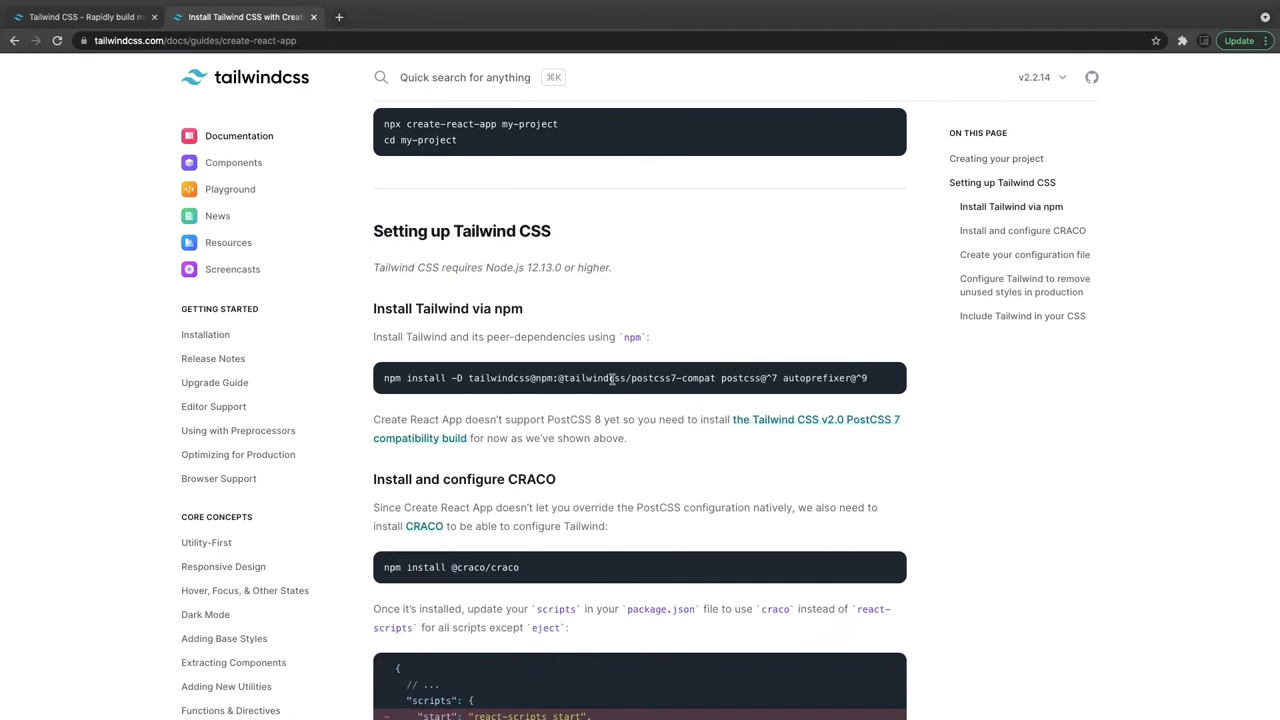 Tailwind CSS - Rapidly build m
Install Tailwind CSS with Creat
tailwindcss.com/docs/guides/create-react-app
Update
tailwindcss
Quick search for anything
⌘K
v2.2.14
Documentation
Components
Playground
News
Resources
Screencasts
GETTING STARTED
Installation
Release Notes
Upgrade Guide
Editor Support
Using with Preprocessors
Optimizing for Production
Browser Support
CORE CONCEPTS
Utility-First
Responsive Design
Hover, Focus, & Other States
Dark Mode
Adding Base Styles
Extracting Components
Adding New Utilities
Functions & Directives
npx create-react-app my-project
cd my-project
Setting up Tailwind CSS
Tailwind CSS requires Node.js 12.13.0 or higher.
Install Tailwind via npm
Install Tailwind and its peer-dependencies using `npm`:
npm install -D tailwindcss@npm:@tailwindcss/postcss7-compat postcss@^7 autoprefixer@^9
Create React App doesn’t support PostCSS 8 yet so you need to install the Tailwind CSS v2.0 PostCSS 7
compatibility build for now as we’ve shown above.
Install and configure CRACO
Since Create React App doesn’t let you override the PostCSS configuration natively, we also need to
install CRACO to be able to configure Tailwind:
npm install @craco/craco
Once it’s installed, update your `scripts` in your `package.json` file to use `craco` instead of `react-
scripts` for all scripts except `eject`:
{
// ...
"scripts": {
- "start": "react-scripts start",
ON THIS PAGE
Creating your project
Setting up Tailwind CSS
Install Tailwind via npm
Install and configure CRACO
Create your configuration file
Configure Tailwind to remove
unused styles in production
Include Tailwind in your CSS